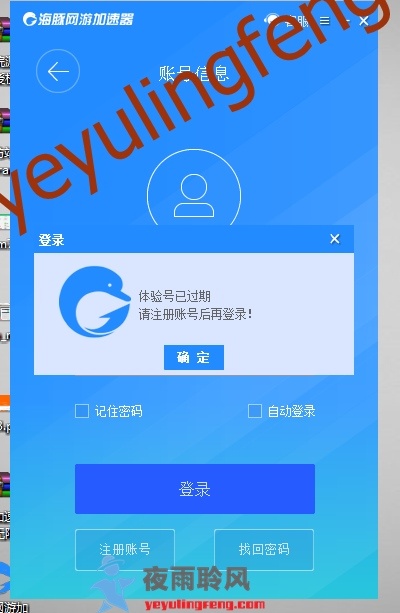 海豚网游加速器
客服
账号信息
yeyulingfeng
登录
体验号已过期
请注册账号后再登录!
确 定
记住密码
自动登录
登录
注册账号
找回密码
夜雨聆风
yeyulingfeng.com
网游加